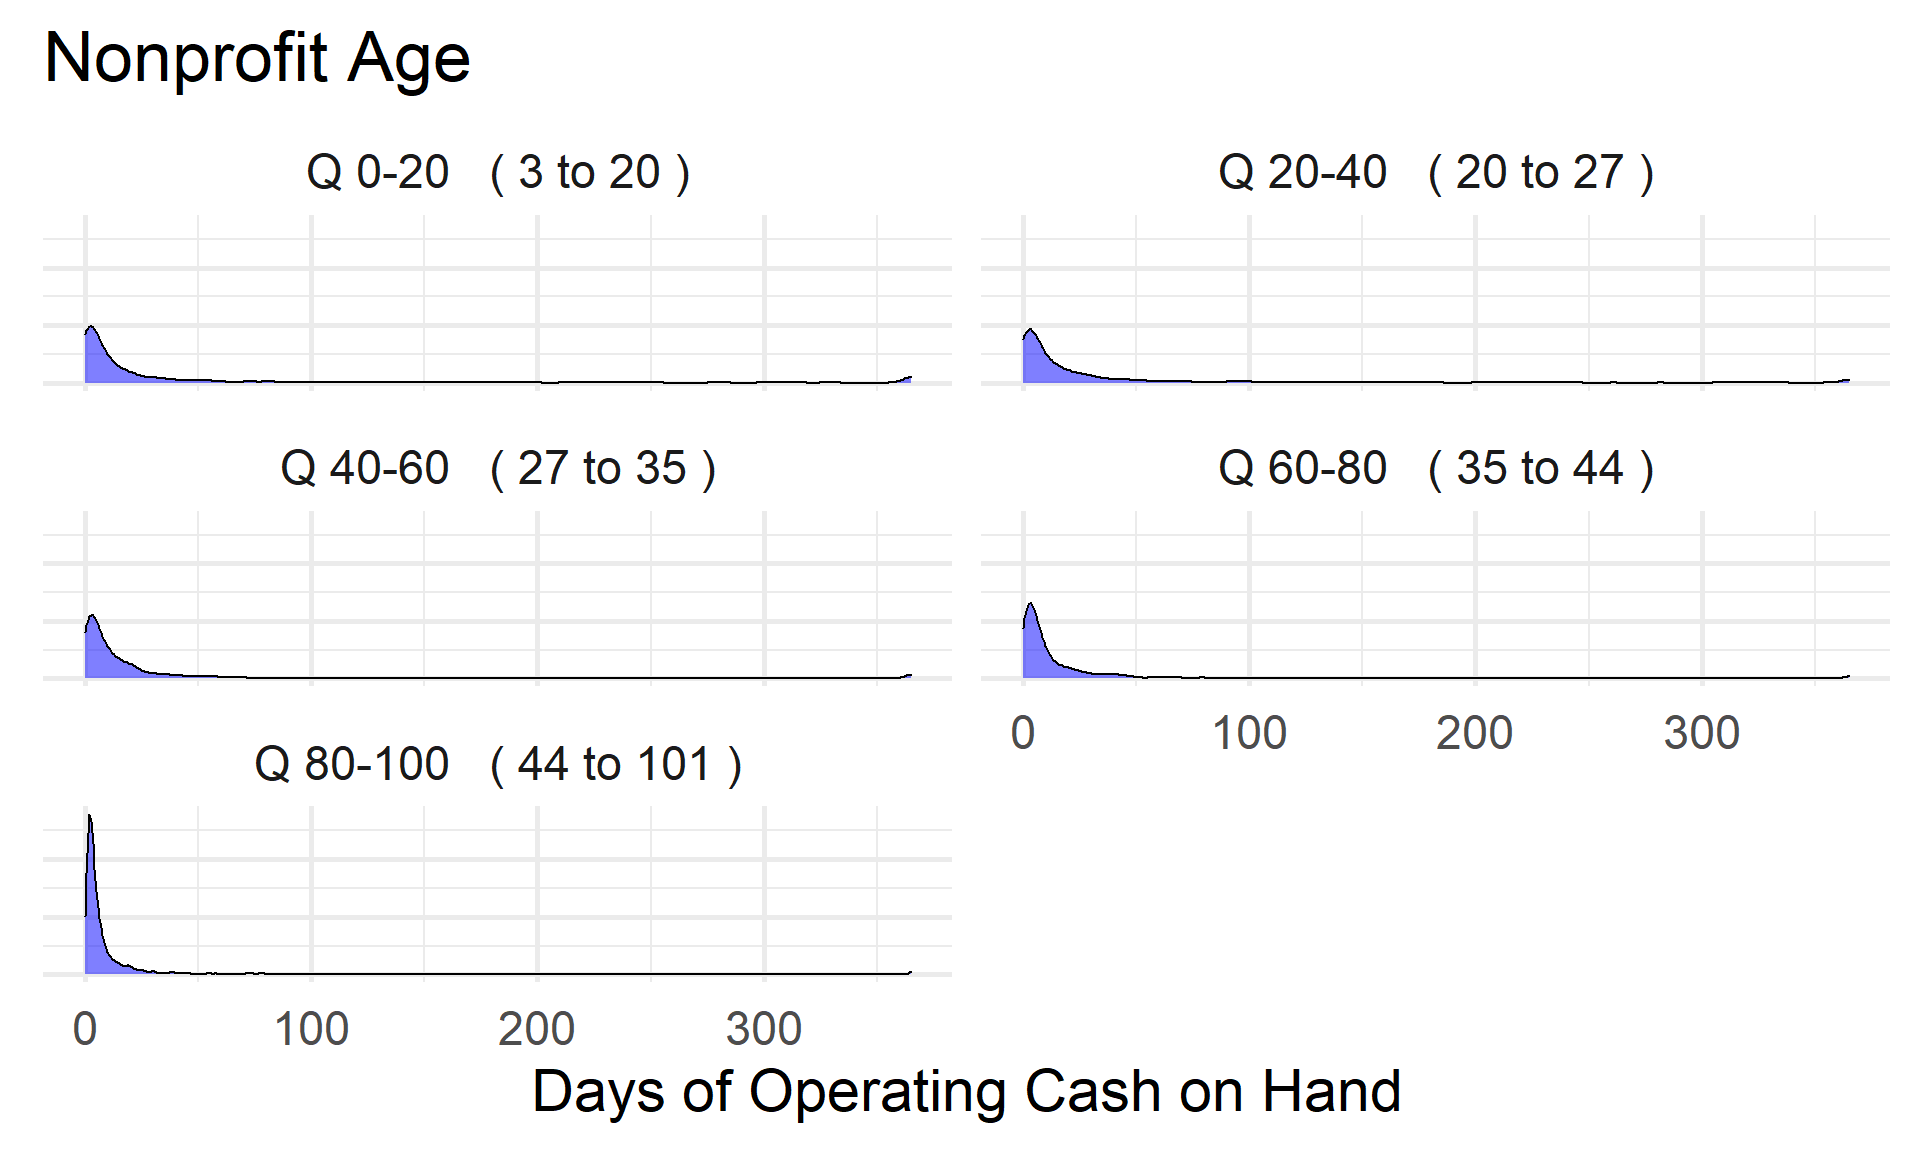 Nonprofit Age
Q 0-20 ( 3 to 20 )
Q 20-40 ( 20 to 27 )
Q 40-60 ( 27 to 35 )
Q 60-80 ( 35 to 44 )
0 100 200 300
Q 80-100 ( 44 to 101 )
0 100 200 300
Days of Operating Cash on Hand